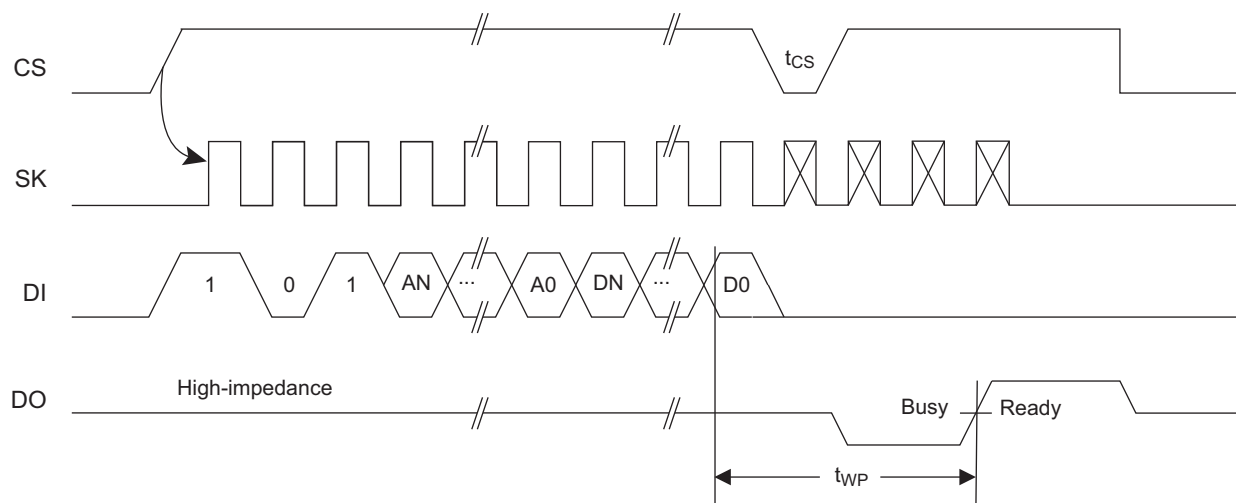 CS
tCS
SK
DI
1 0 1 AN ... A0 DN ... D0
DO
High-impedance
Busy Ready
tWP